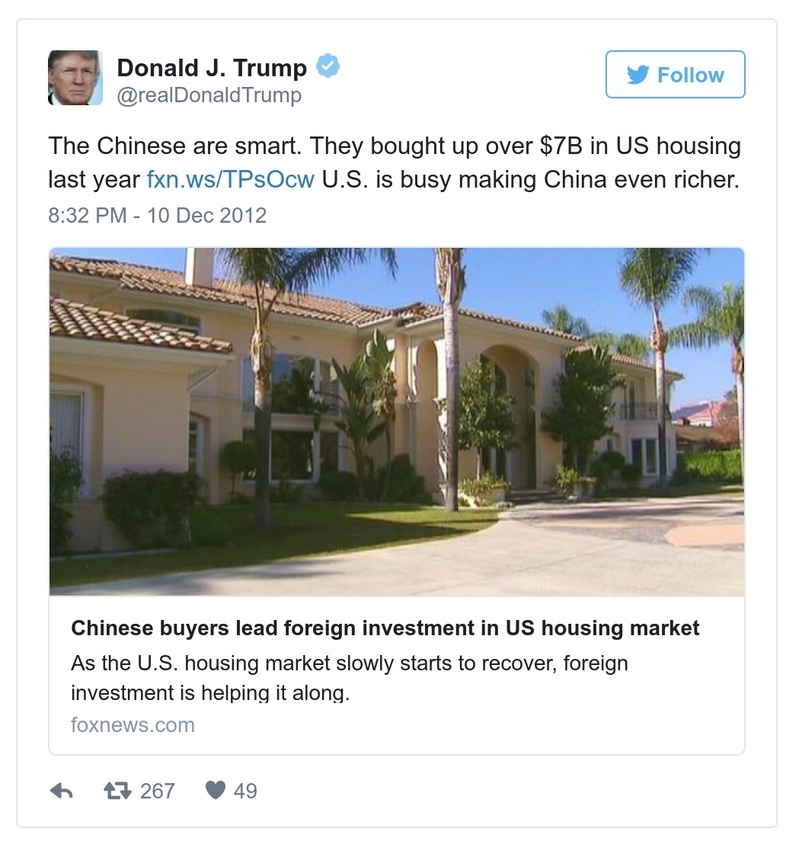 Donald J. Trump
@realDonaldTrump
Follow
The Chinese are smart. They bought up over $7B in US housing
last year fxn.ws/TPsOcw U.S. is busy making China even richer.
8:32 PM - 10 Dec 2012
Chinese buyers lead foreign investment in US housing market
As the U.S. housing market slowly starts to recover, foreign
investment is helping it along.
foxnews.com
267 49